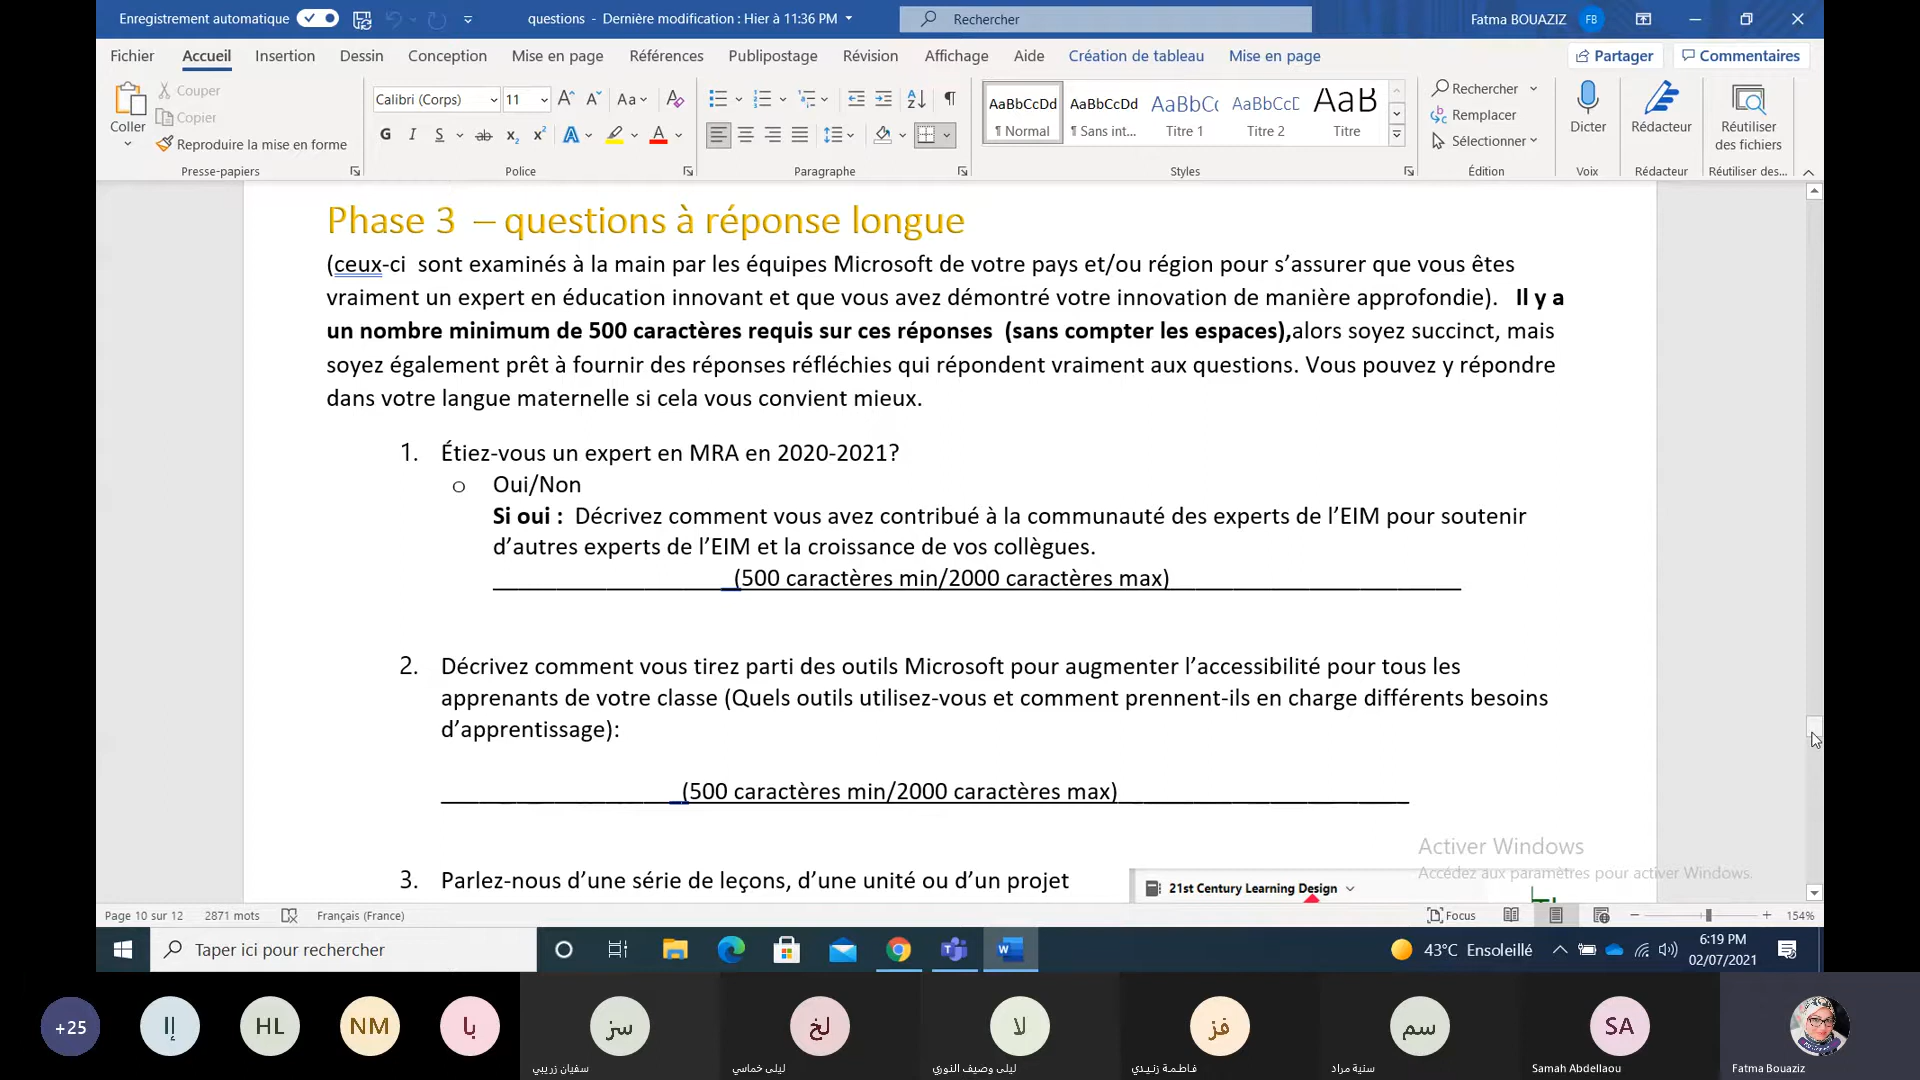 Enregistrement automatique
questions - Dernière modification : Hier à 11:36 PM
Rechercher
Fatma BOUAZIZ FB
Fichier Accueil Insertion Dessin Conception Mise en page Références Publipostage Révision Affichage Aide Création de tableau Mise en page Partager Commentaires
Coller
Couper
Copier
Reproduire la mise en forme
Presse-papiers
Calibri (Corps) 11
G I S ab x₂ x² A A
Police
Paragraphe
AaBbCcDd AaBbCcDd AaBbCc AaBbCcD AaB
¶ Normal ¶ Sans int... Titre 1 Titre 2 Titre
Styles
Rechercher
Remplacer
Sélectionner
Édition
Dicter
Voix
Rédacteur
Rédacteur
Réutiliser
des fichiers
Réutiliser des...
Phase 3 – questions à réponse longue
(ceux-ci sont examinés à la main par les équipes Microsoft de votre pays et/ou région pour s’assurer que vous êtes
vraiment un expert en éducation innovant et que vous avez démontré votre innovation de manière approfondie). Il y a
un nombre minimum de 500 caractères requis sur ces réponses (sans compter les espaces),alors soyez succinct, mais
soyez également prêt à fournir des réponses réfléchies qui répondent vraiment aux questions. Vous pouvez y répondre
dans votre langue maternelle si cela vous convient mieux.
1. Étiez-vous un expert en MRA en 2020-2021?
o Oui/Non
Si oui : Décrivez comment vous avez contribué à la communauté des experts de l’EIM pour soutenir
d’autres experts de l’EIM et la croissance de vos collègues.
(500 caractères min/2000 caractères max)
2. Décrivez comment vous tirez parti des outils Microsoft pour augmenter l’accessibilité pour tous les
apprenants de votre classe (Quels outils utilisez-vous et comment prennent-ils en charge différents besoins
d’apprentissage):
(500 caractères min/2000 caractères max)
3. Parlez-nous d’une série de leçons, d’une unité ou d’un projet
21st Century Learning Design
Activer Windows
Accédez aux paramètres pour activer Windows.
Page 10 sur 12 2871 mots Français (France) Focus 154%
Taper ici pour rechercher
43°C Ensoleillé
6:19 PM
02/07/2021
+25 إا HL NM با سز لخ لا فز سم SA
سفيان زريبي ليلى خماسي ليلى وصيف النوري فاطمة زنيدي سنية مراد Samah Abdellaou Fatma Bouaziz